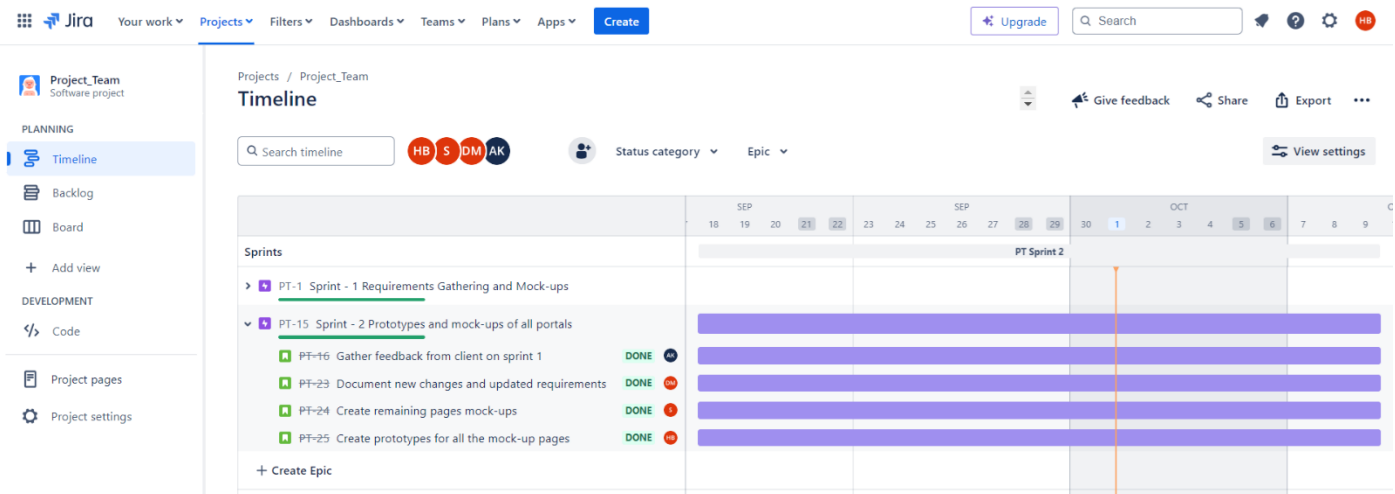 Jira Your work Projects Filters Dashboards Teams Plans Apps Create Upgrade Search HB
Project_Team
Software project
PLANNING
Timeline
Backlog
Board
Add view
DEVELOPMENT
Code
Project pages
Project settings
Projects / Project_Team
Timeline
Give feedback Share Export
Search timeline HB S DM AK Status category Epic View settings
SEP SEP OCT
18 19 20 21 22 23 24 25 26 27 28 29 30 1 2 3 4 5 6 7 8 9
Sprints PT Sprint 2
PT-1 Sprint - 1 Requirements Gathering and Mock-ups
PT-15 Sprint - 2 Prototypes and mock-ups of all portals
PT-16 Gather feedback from client on sprint 1 DONE AK
PT-23 Document new changes and updated requirements DONE DM
PT-24 Create remaining pages mock-ups DONE S
PT-25 Create prototypes for all the mock-up pages DONE HB
+ Create Epic